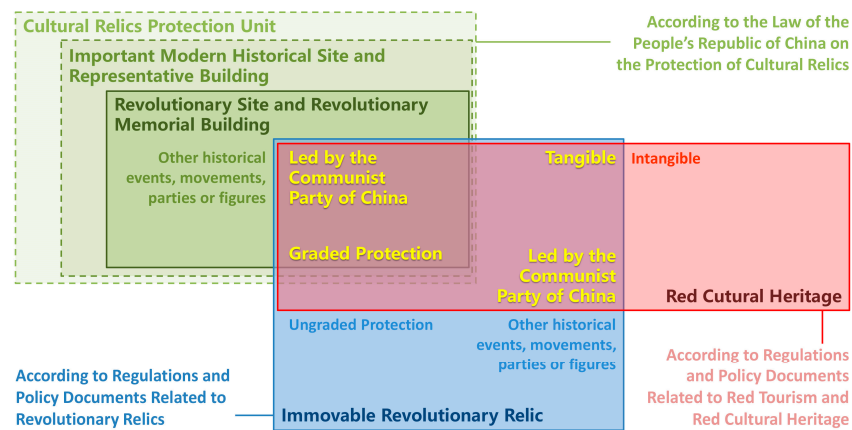 Cultural Relics Protection Unit
Important Modern Historical Site and
Representative Building
Revolutionary Site and Revolutionary
Memorial Building
Other historical
events, movements,
parties or figures
Led by the
Communist
Party of China
Graded Protection
Tangible
Intangible
Led by the
Communist
Party of China
Red Cutural Heritage
Ungraded Protection
Other historical
events, movements,
parties or figures
Immovable Revolutionary Relic
According to the Law of the
People's Republic of China on
the Protection of Cultural Relics
According to Regulations and
Policy Documents Related to
Revolutionary Relics
According to Regulations
and Policy Documents
Related to Red Tourism and
Red Cultural Heritage